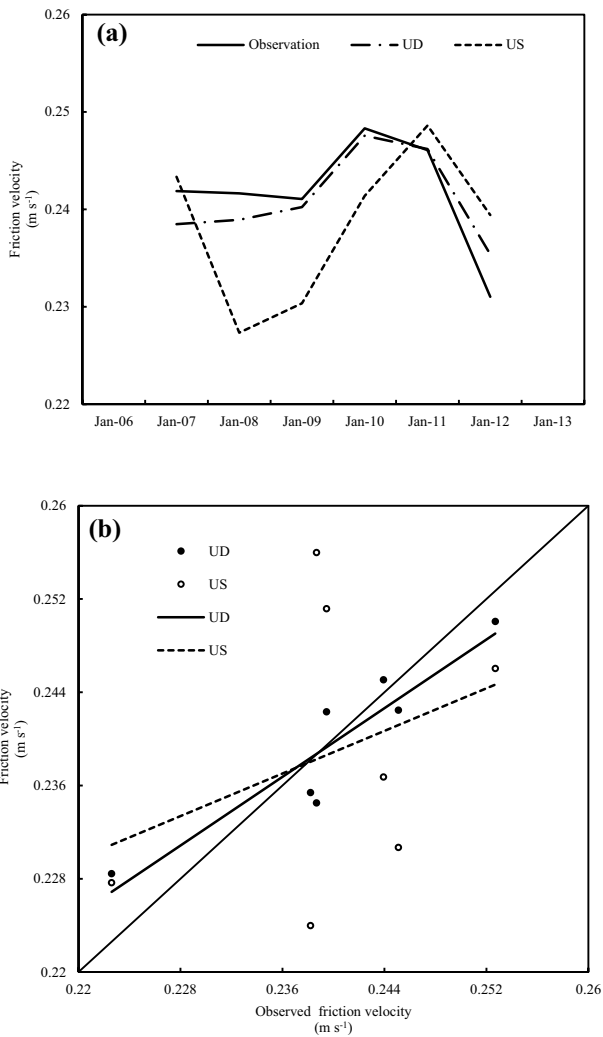 0.26
(a)
Observation UD US
0.25
0.24
0.23
0.22
Friction velocity
(m s-1)
Jan-06 Jan-07 Jan-08 Jan-09 Jan-10 Jan-11 Jan-12 Jan-13
0.26
(b)
UD
US
UD
US
0.252
0.244
0.236
0.228
0.22
Friction velocity
(m s-1)
0.22 0.228 0.236 0.244 0.252 0.26
Observed friction velocity
(m s-1)